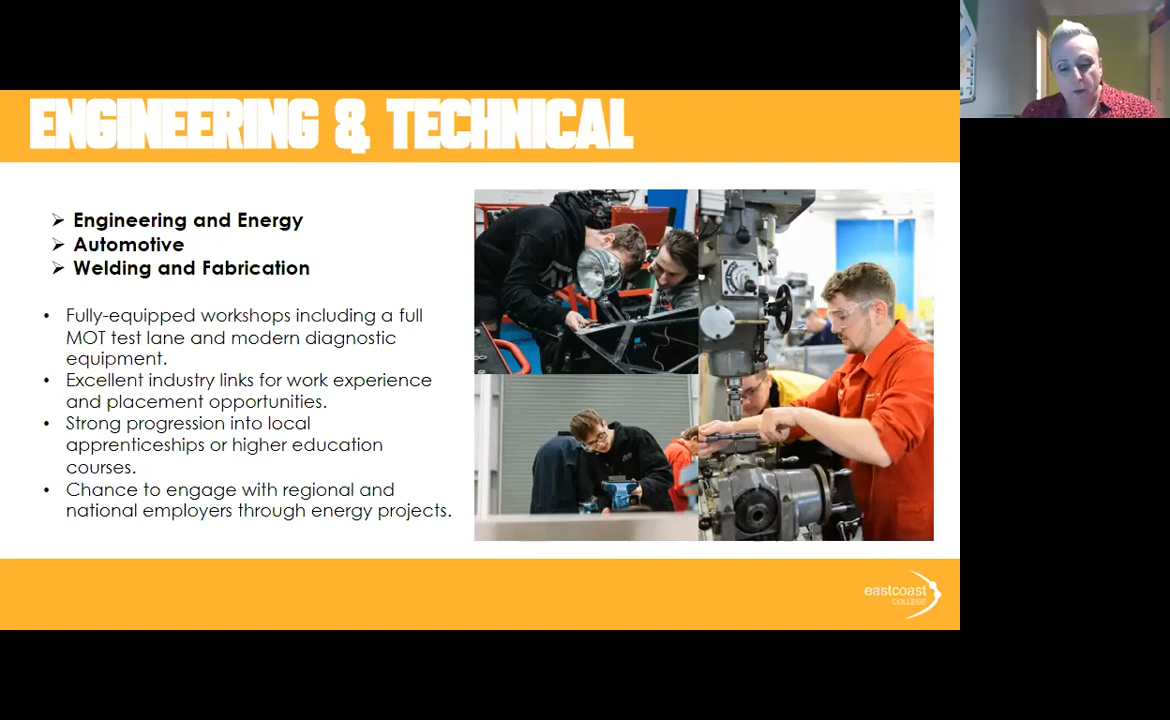 ENGINEERING & TECHNICAL
➢ Engineering and Energy
➢ Automotive
➢ Welding and Fabrication
• Fully-equipped workshops including a full
MOT test lane and modern diagnostic
equipment.
• Excellent industry links for work experience
and placement opportunities.
• Strong progression into local
apprenticeships or higher education
courses.
• Chance to engage with regional and
national employers through energy projects.
eastcoast
COLLEGE